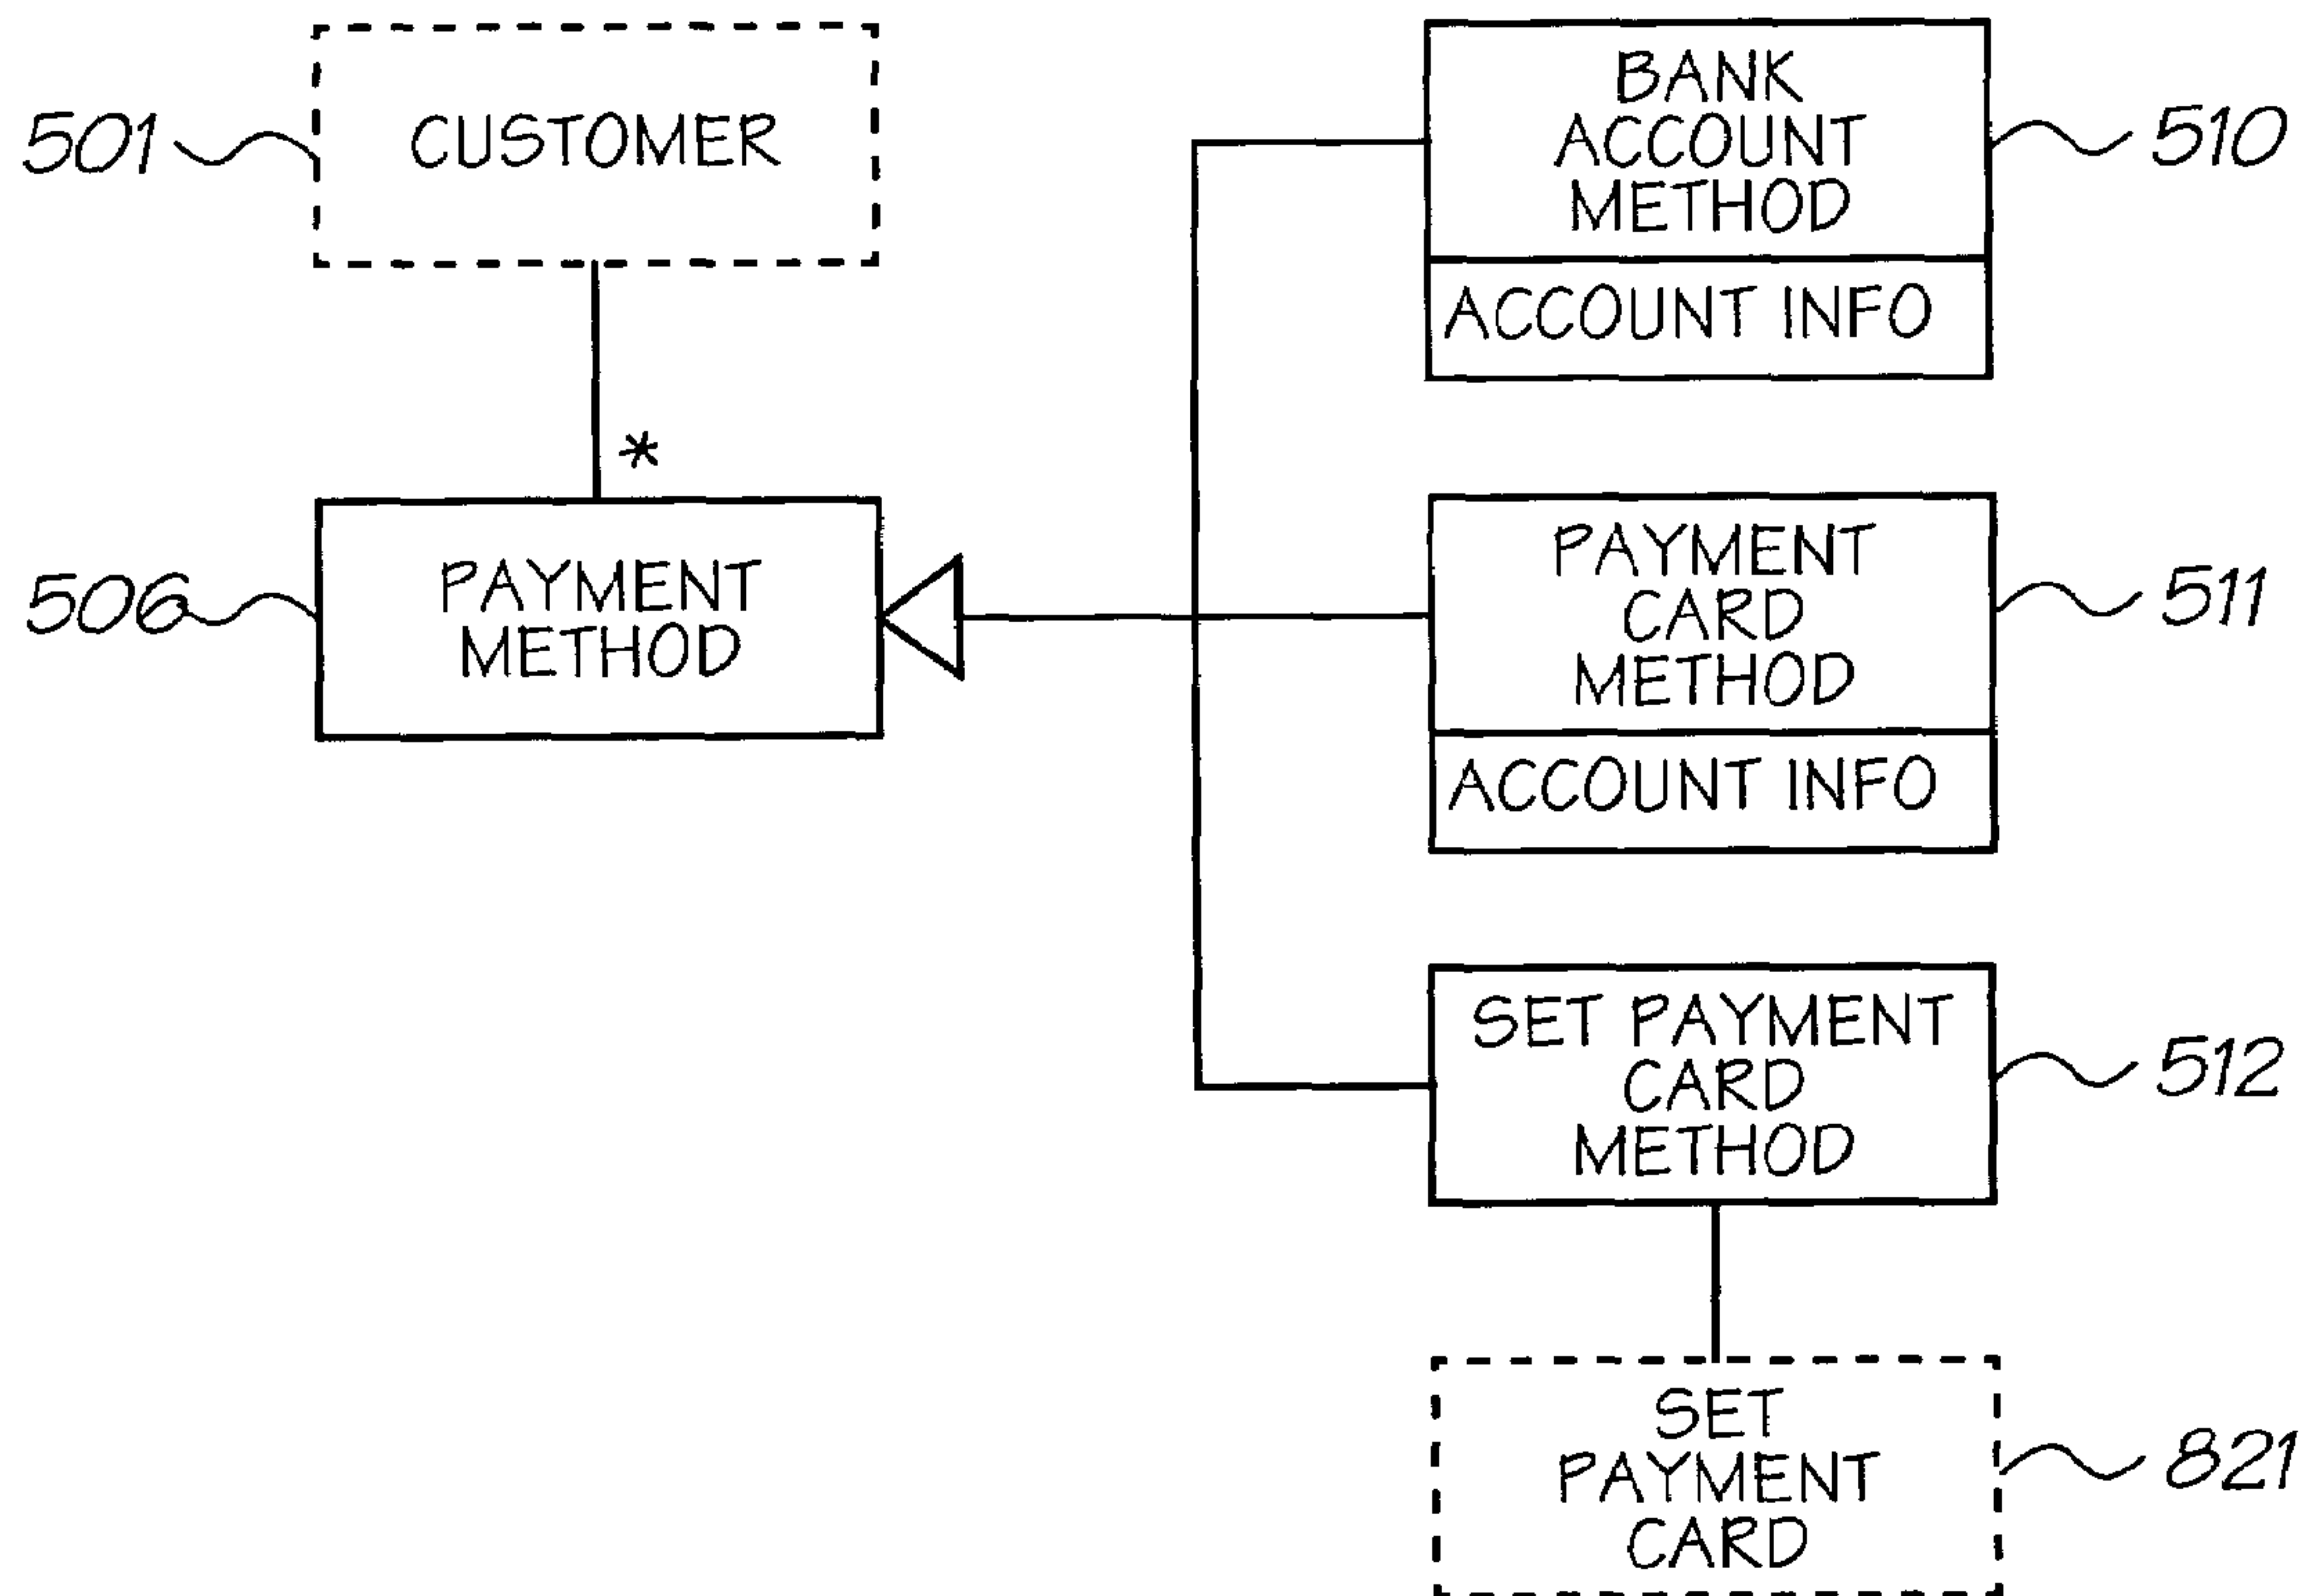 501
CUSTOMER
*
506
PAYMENT
METHOD
BANK
ACCOUNT
METHOD
ACCOUNT INFO
510
PAYMENT
CARD
METHOD
ACCOUNT INFO
511
SET PAYMENT
CARD
METHOD
512
SET
PAYMENT
CARD
821